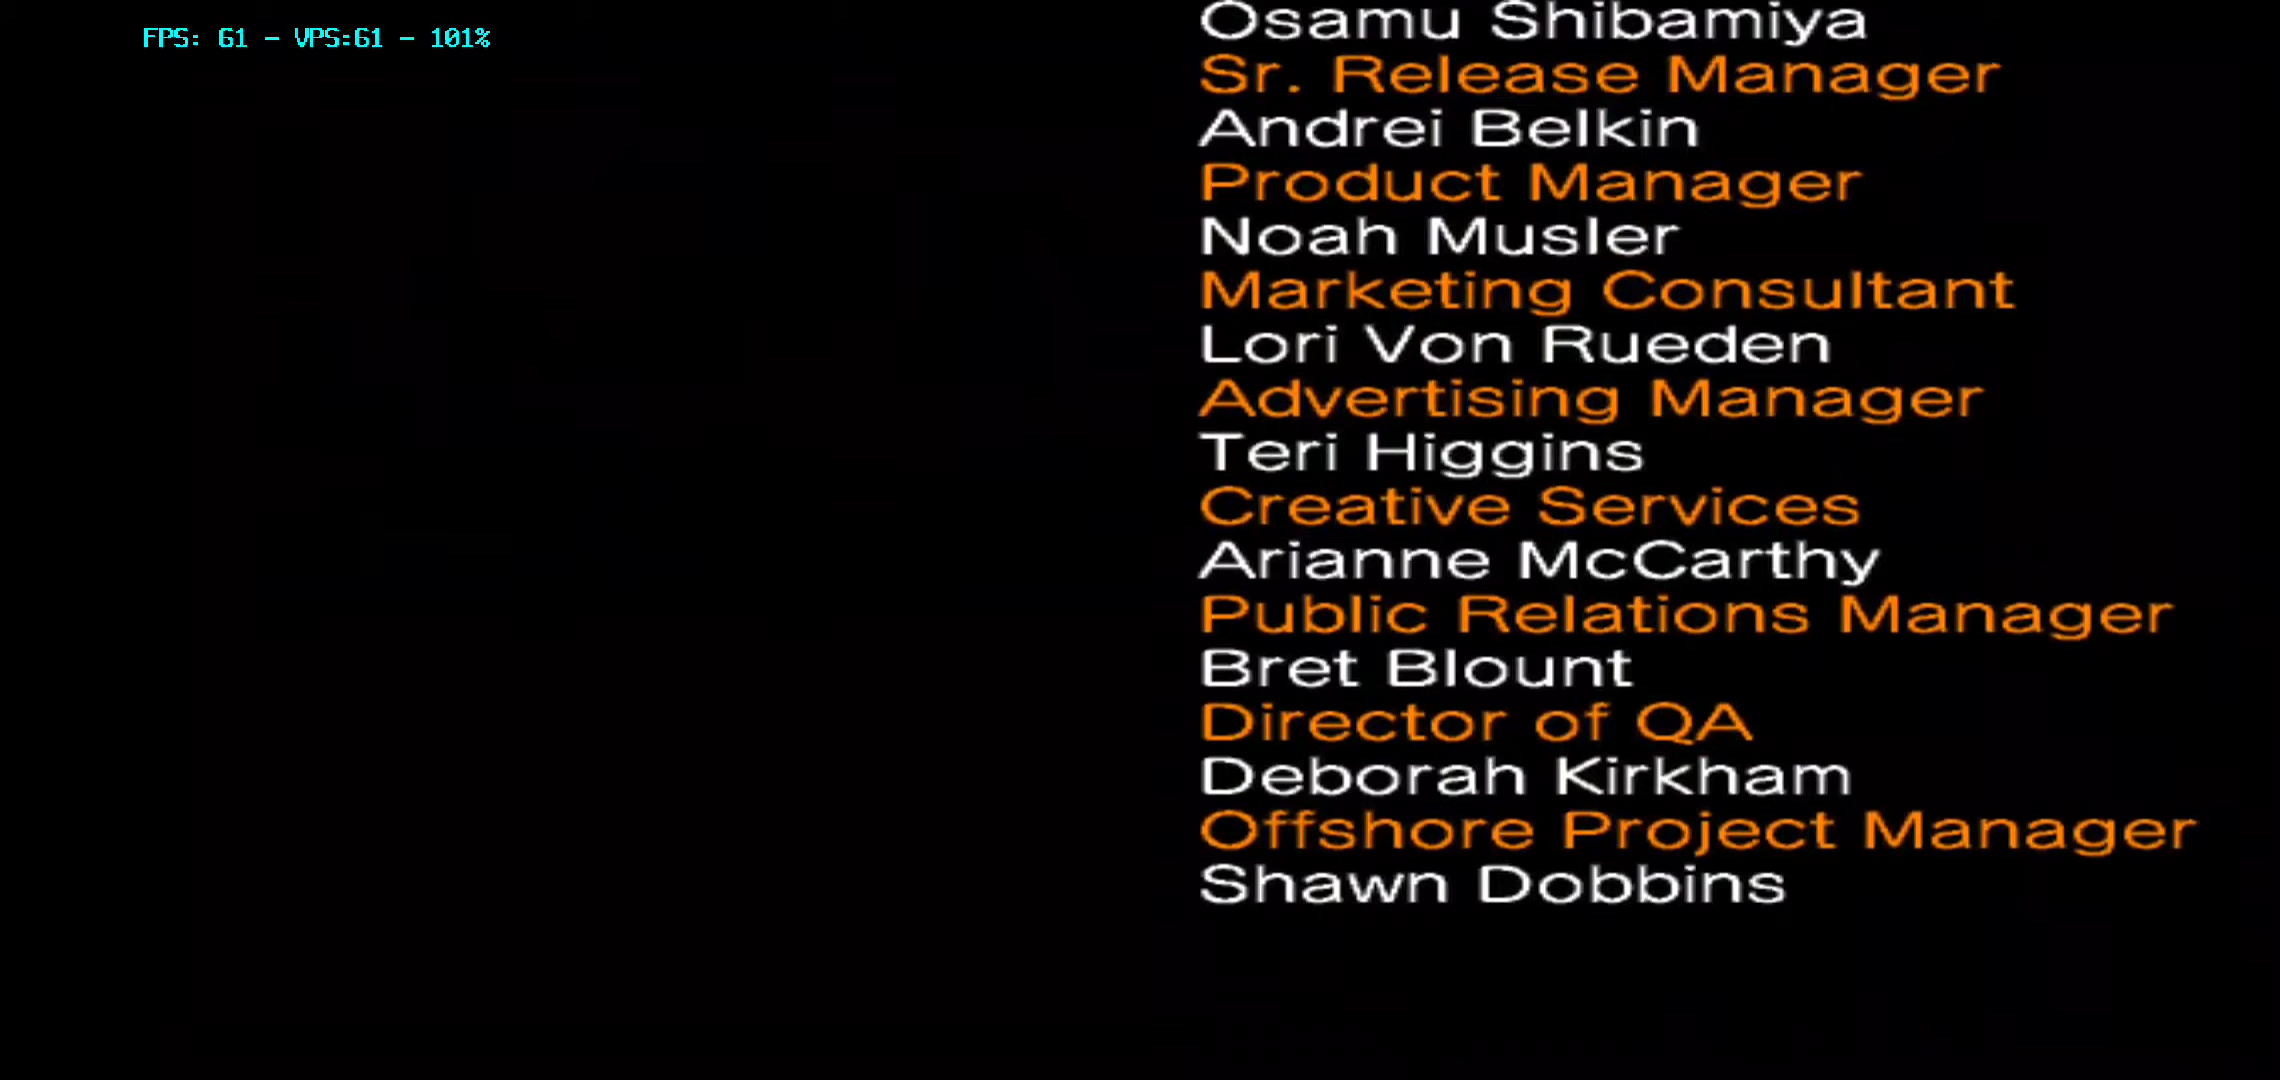 FPS: 61 - VPS:61 - 101%
Osamu Shibamiya
Sr. Release Manager
Andrei Belkin
Product Manager
Noah Musler
Marketing Consultant
Lori Von Rueden
Advertising Manager
Teri Higgins
Creative Services
Arianne McCarthy
Public Relations Manager
Bret Blount
Director of QA
Deborah Kirkham
Offshore Project Manager
Shawn Dobbins